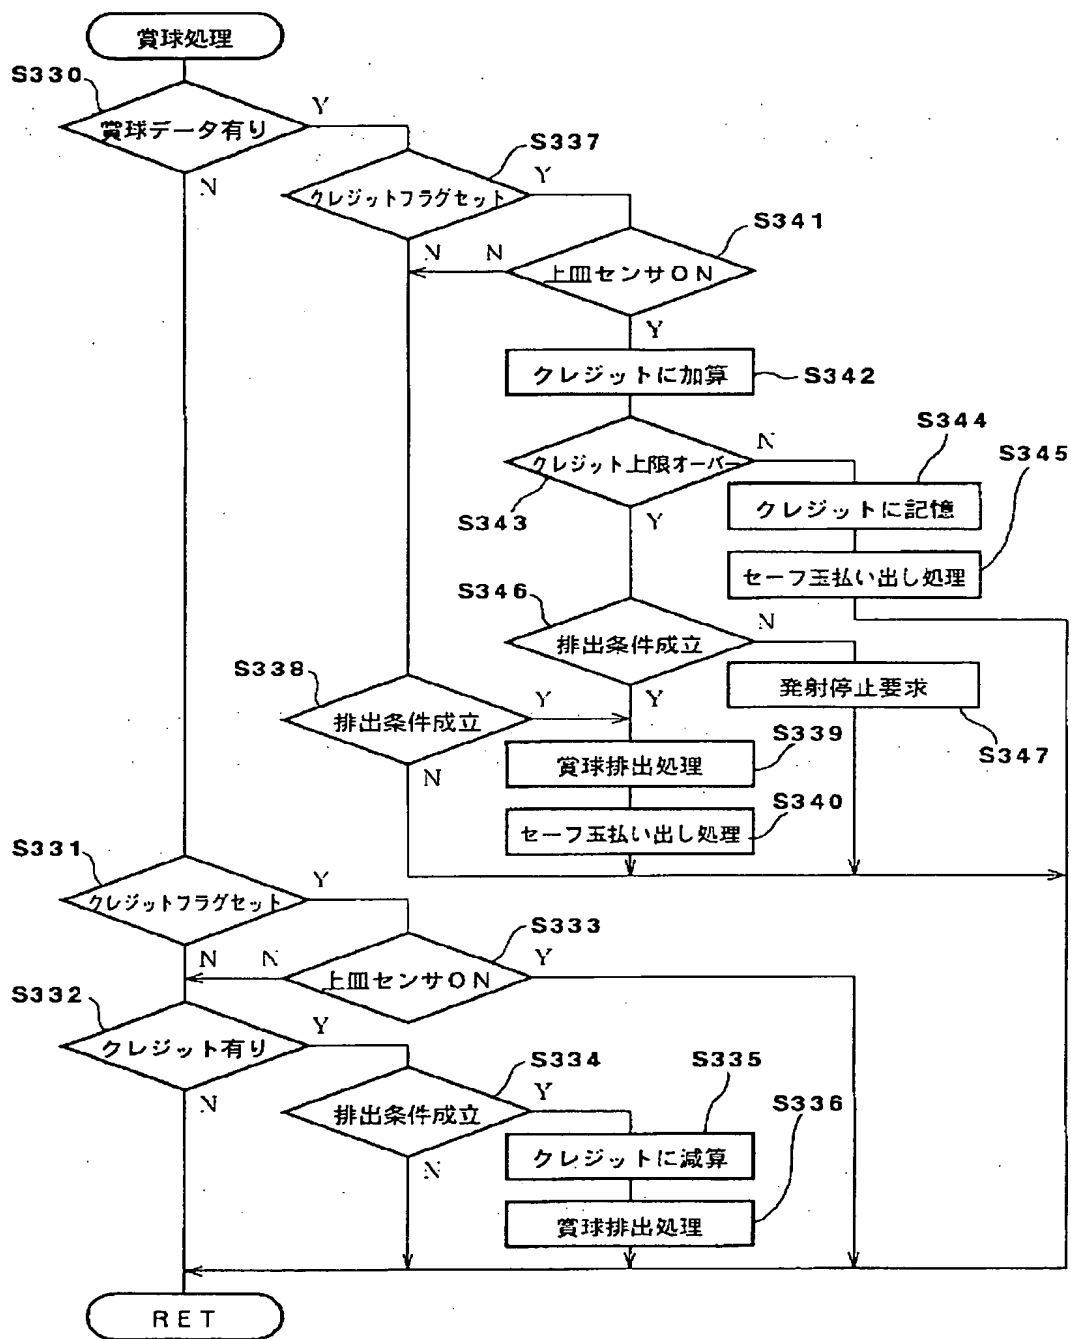 賞球処理
S330
賞球データ有り
Y
N
S337
クレジットフラグセット
Y
N
S341
上皿センサON
N
Y
クレジットに加算
S342
クレジット上限オーバー
S343
N
Y
S344
クレジットに記憶
S345
セーフ玉払い出し処理
S346
排出条件成立
N
Y
発射停止要求
S347
S338
排出条件成立
Y
N
S339
賞球排出処理
S340
セーフ玉払い出し処理
S331
クレジットフラグセット
Y
N
S333
上皿センサON
N
Y
S332
クレジット有り
Y
N
S334
排出条件成立
Y
N
S335
クレジットに減算
S336
賞球排出処理
RET